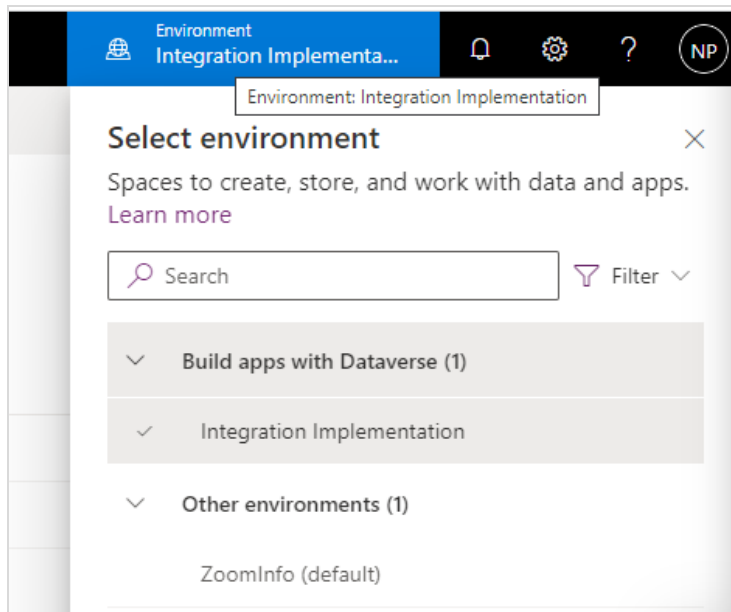 Environment
Integration Implementa...
?
NP
Environment: Integration Implementation
Select environment
Spaces to create, store, and work with data and apps.
Learn more
Search
Filter
Build apps with Dataverse (1)
Integration Implementation
Other environments (1)
ZoomInfo (default)